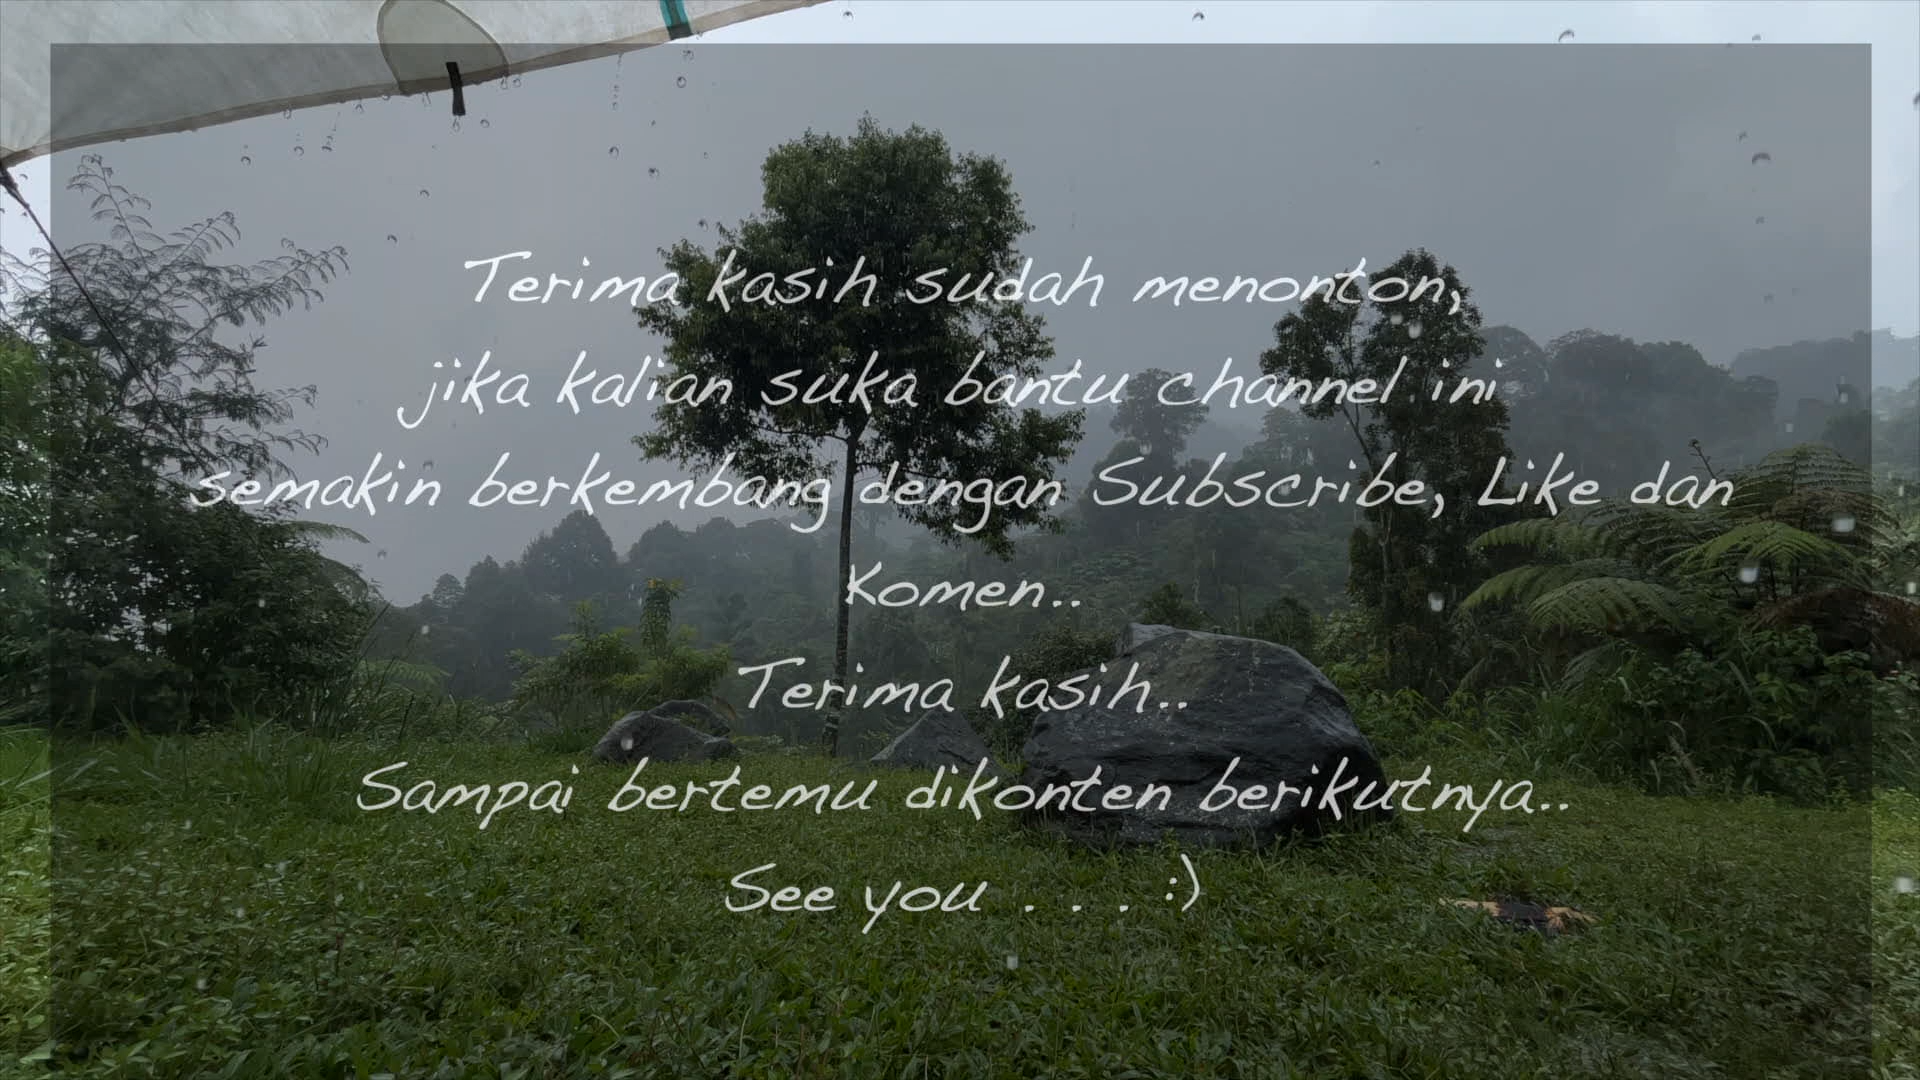 Terima kasih sudah menonton,
jika kalian suka bantu channel ini
semakin berkembang dengan Subscribe, Like dan
Komen..
Terima kasih..
Sampai bertemu dikonten berikutnya..
See you . . . :)